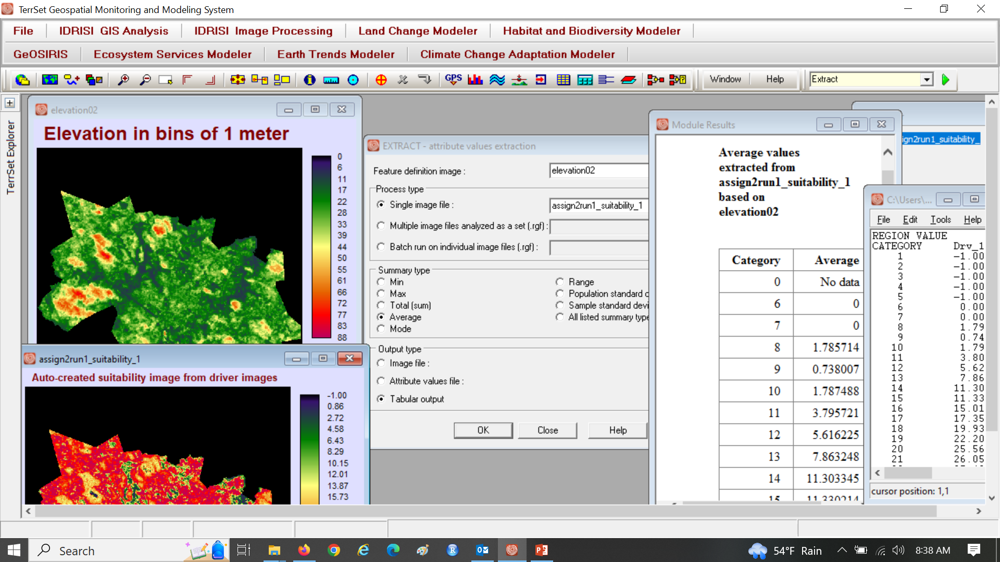 TerrSet Geospatial Monitoring and Modeling System
File IDRISI GIS Analysis IDRISI Image Processing Land Change Modeler Habitat and Biodiversity Modeler
GeOSIRIS Ecosystem Services Modeler Earth Trends Modeler Climate Change Adaptation Modeler
GPS Window Help Extract
TerrSet Explorer
elevation02
Elevation in bins of 1 meter
0
6
11
17
22
28
33
39
44
50
55
61
66
72
77
83
88
assign2run1_suitability_1
Auto-created suitability image from driver images
-1.00
0.86
2.72
4.58
6.43
8.29
10.15
12.01
13.87
15.73
EXTRACT - attribute values extraction
Feature definition image : elevation02
Process type
Single image file : assign2run1_suitability_1
Multiple image files analyzed as a set (.rgf) :
Batch run on individual image files (.rgf) :
Summary type
Min
Max
Total (sum)
Average
Mode
Range
Population standard
Sample standard devi
All listed summary type
Output type
Image file :
Attribute values file :
Tabular output
OK Close Help
Module Results
Average values
extracted from
assign2run1_suitability_1
based on
elevation02
Category Average
0 No data
6 0
7 0
8 1.785714
9 0.738007
10 1.787488
11 3.795721
12 5.616225
13 7.863248
14 11.303345
15 11.330214
ign2run1_suitability_
C:\Users\...
File Edit Tools Help
REGION VALUE
CATEGORY Drv_1
1 -1.00
2 -1.00
3 -1.00
4 -1.00
5 -1.00
6 0.00
7 0.00
8 1.79
9 0.74
10 1.79
11 3.80
12 5.62
13 7.86
14 11.30
15 11.33
16 15.01
17 17.35
18 19.93
19 22.20
20 25.56
21 26.05
cursor position: 1,1
Search
54°F Rain
8:38 AM